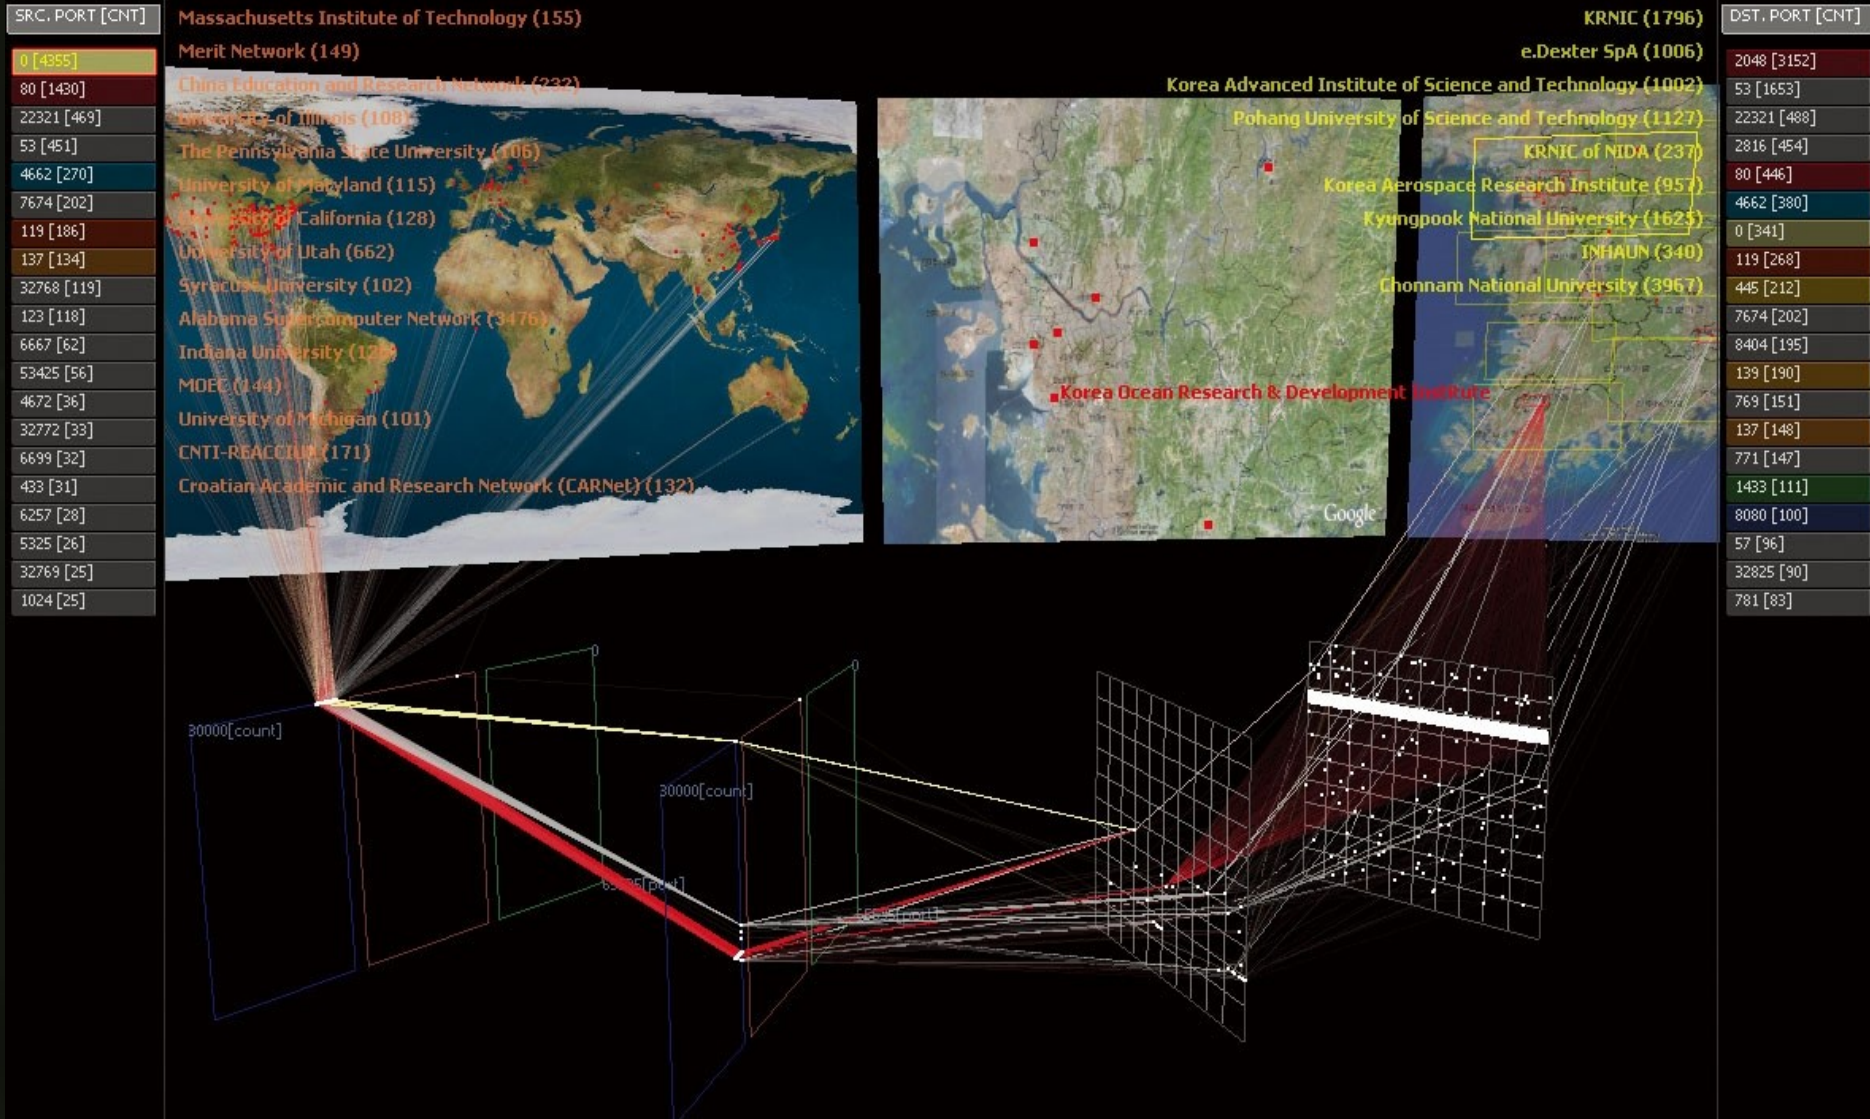 SRC. PORT [CNT]
0 [4355]
80 [1430]
22321 [469]
53 [451]
4662 [270]
7674 [202]
119 [186]
137 [134]
32768 [119]
123 [118]
6667 [62]
53425 [56]
4672 [36]
32772 [33]
6699 [32]
433 [31]
6257 [28]
5325 [26]
32769 [25]
1024 [25]
Massachusetts Institute of Technology (155)
Merit Network (149)
China Education and Research Network (232)
University of Illinois (108)
The Pennsylvania State University (106)
University of Maryland (115)
University of California (128)
University of Utah (662)
Syracuse University (102)
Alabama Supercomputer Network (3476)
Indiana University
MOEC (144)
University of Michigan (101)
CNTI-REACCIUN (171)
Croatian Academic and Research Network (CARNet) (132)
KRNIC (1796)
e.Dexter SpA (1006)
Korea Advanced Institute of Science and Technology (1002)
Pohang University of Science and Technology (1127)
KRNIC of NIDA (237)
Korea Aerospace Research Institute (957)
Kyungpook National University (1625)
INHAUN (340)
Chonnam National University (3967)
Korea Ocean Research & Development Institute
Google
DST. PORT [CNT]
2048 [3152]
53 [1653]
22321 [488]
2816 [454]
80 [446]
4662 [380]
0 [341]
119 [268]
445 [212]
7674 [202]
8404 [195]
139 [190]
769 [151]
137 [148]
771 [147]
1433 [111]
8080 [100]
57 [96]
32825 [90]
781 [83]
0
0
30000[count]
30000[count]
65535[port]
65535[port]